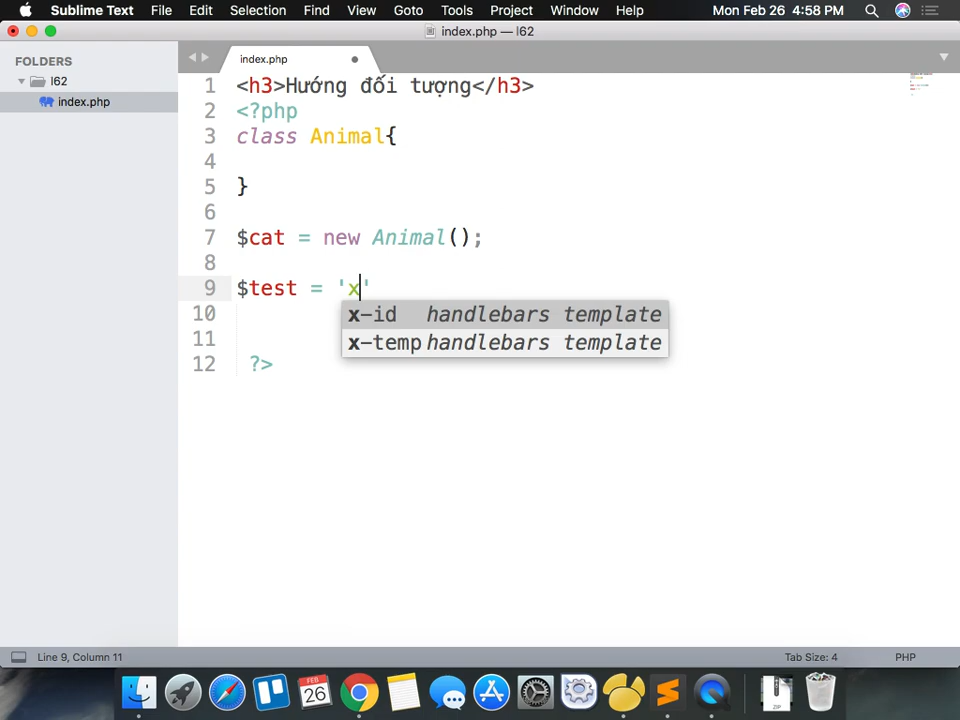 Sublime Text File Edit Selection Find View Goto Tools Project Window Help Mon Feb 26 4:58 PM
index.php — l62
FOLDERS
l62
index.php
index.php
1 <h3>Hướng đối tượng</h3>
2 <?php
3 class Animal{
4
5 }
6
7 $cat = new Animal();
8
9 $test = 'x'
x-id handlebars template
x-temp handlebars template
10
11
12 ?>
Line 9, Column 11 Tab Size: 4 PHP
FEB
26
ZIP